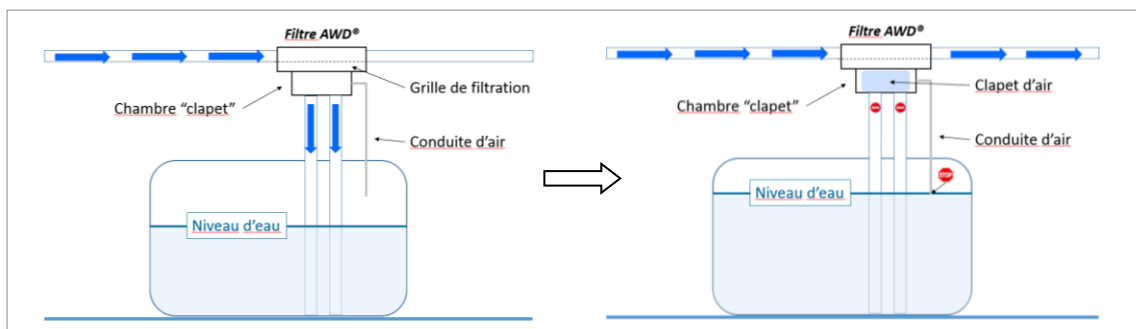 Filtre AWD®
Grille de filtration
Chambre “clapet”
Conduite d’air
Niveau d’eau
Filtre AWD®
Clapet d’air
Chambre “clapet”
Conduite d’air
STOP
Niveau d’eau